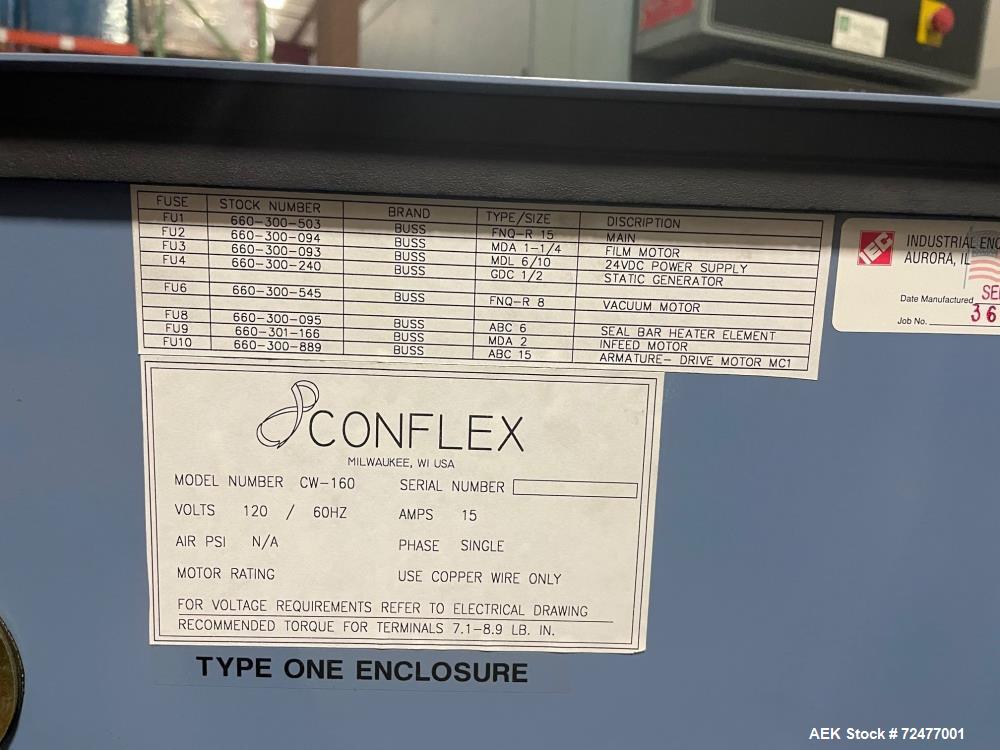 FUSE STOCK NUMBER BRAND TYPE/SIZE DISCRIPTION
FU1 660-300-503 BUSS FNQ-R 15 MAIN
FU2 660-300-094 BUSS MDA 1-1/4 FILM MOTOR
FU3 660-300-093 BUSS MDL 6/10 24VDC POWER SUPPLY
FU4 660-300-240 BUSS GDC 1/2 STATIC GENERATOR
FU6 660-300-545 BUSS FNQ-R 8 VACUUM MOTOR
FU8 660-300-095 BUSS ABC 6 SEAL BAR HEATER ELEMENT
FU9 660-301-166 BUSS MDA 2 INFEED MOTOR
FU10 660-300-889 BUSS ABC 15 ARMATURE- DRIVE MOTOR MC1
IEC INDUSTRIAL ENC
AURORA, IL
Date Manufactured SE
Job No. 36
CONFLEX
MILWAUKEE, WI USA
MODEL NUMBER CW-160 SERIAL NUMBER
VOLTS 120 / 60HZ AMPS 15
AIR PSI N/A PHASE SINGLE
MOTOR RATING USE COPPER WIRE ONLY
FOR VOLTAGE REQUIREMENTS REFER TO ELECTRICAL DRAWING
RECOMMENDED TORQUE FOR TERMINALS 7.1-8.9 LB. IN.
TYPE ONE ENCLOSURE
AEK Stock # 72477001